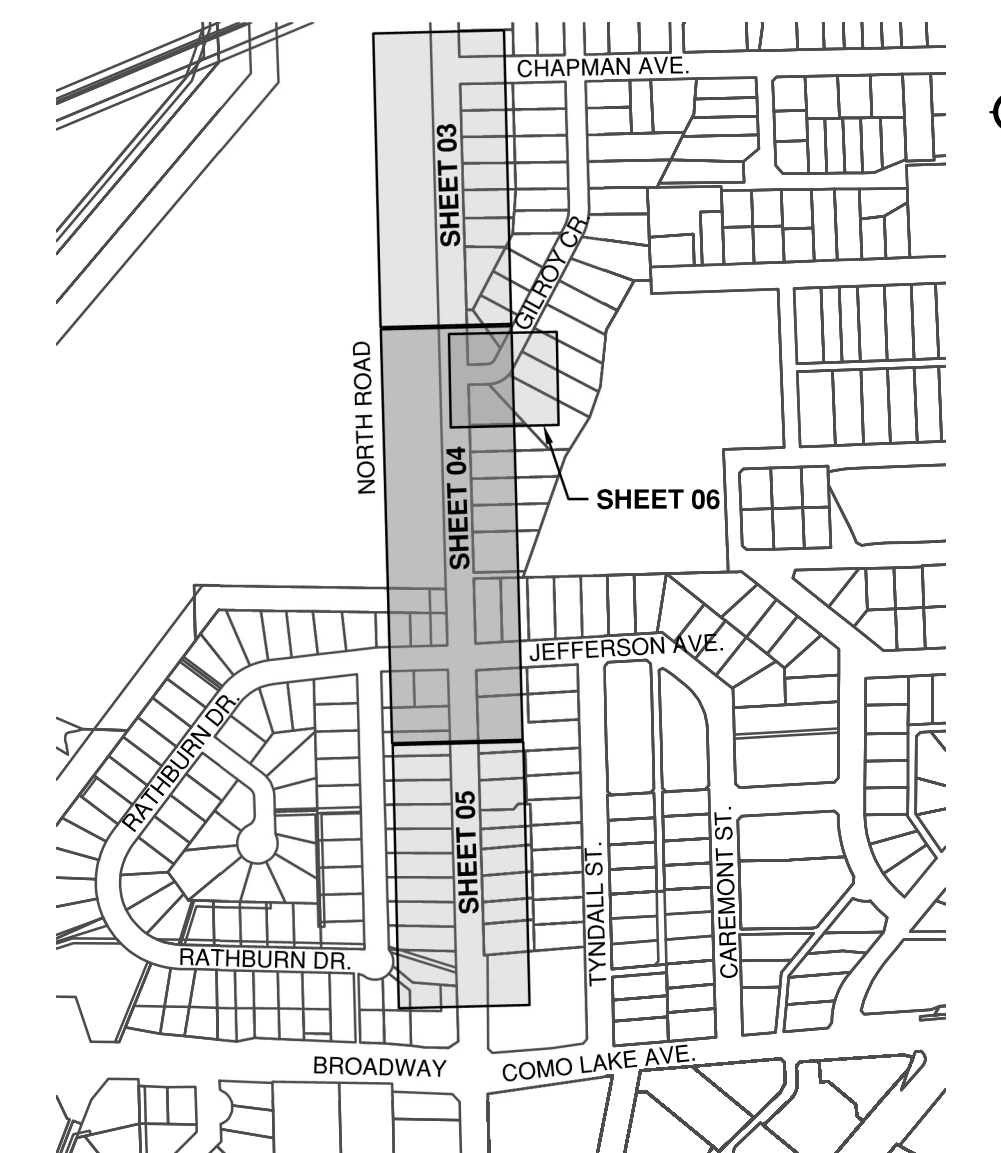 CHAPMAN AVE.
SHEET 03
GILROY CR.
NORTH ROAD
SHEET 04
SHEET 06
JEFFERSON AVE.
RATHBURN DR.
SHEET 05
TYNDALL ST.
CAREMONT ST.
RATHBURN DR.
BROADWAY
COMO LAKE AVE.